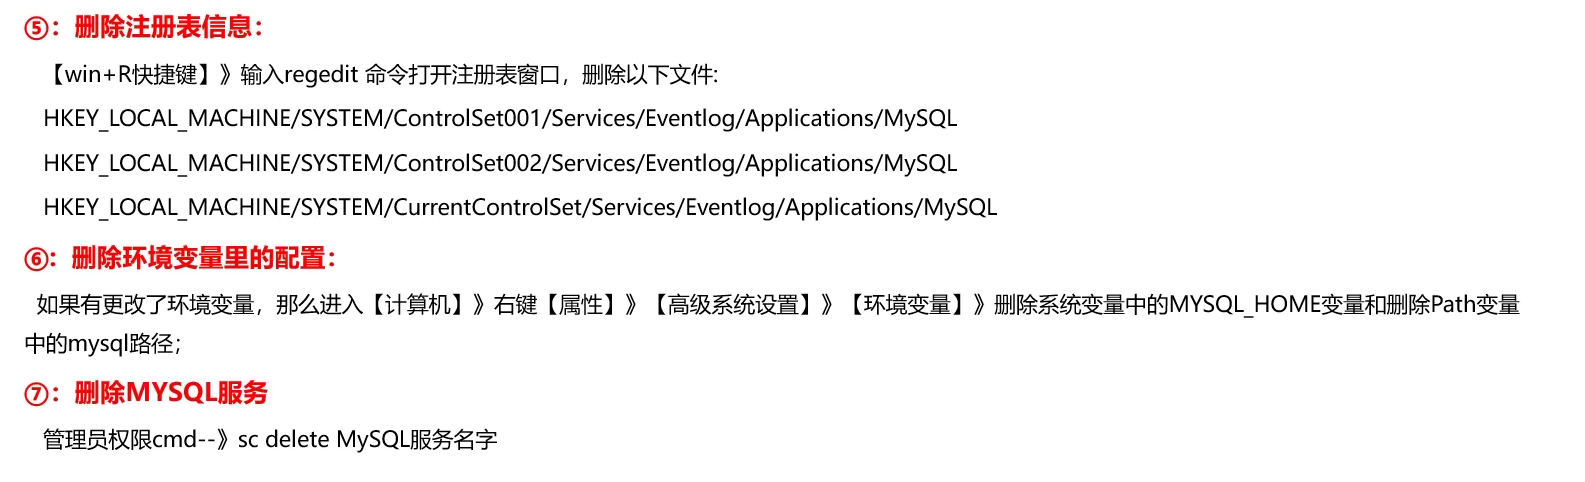 ⑤：删除注册表信息：
【win+R快捷键】》输入regedit 命令打开注册表窗口，删除以下文件:
HKEY_LOCAL_MACHINE/SYSTEM/ControlSet001/Services/Eventlog/Applications/MySQL
HKEY_LOCAL_MACHINE/SYSTEM/ControlSet002/Services/Eventlog/Applications/MySQL
HKEY_LOCAL_MACHINE/SYSTEM/CurrentControlSet/Services/Eventlog/Applications/MySQL
⑥：删除环境变量里的配置：
如果有更改了环境变量，那么进入【计算机】》右键【属性】》【高级系统设置】》【环境变量】》删除系统变量中的MYSQL_HOME变量和删除Path变量
中的mysql路径；
⑦：删除MYSQL服务
管理员权限cmd--》sc delete MySQL服务名字